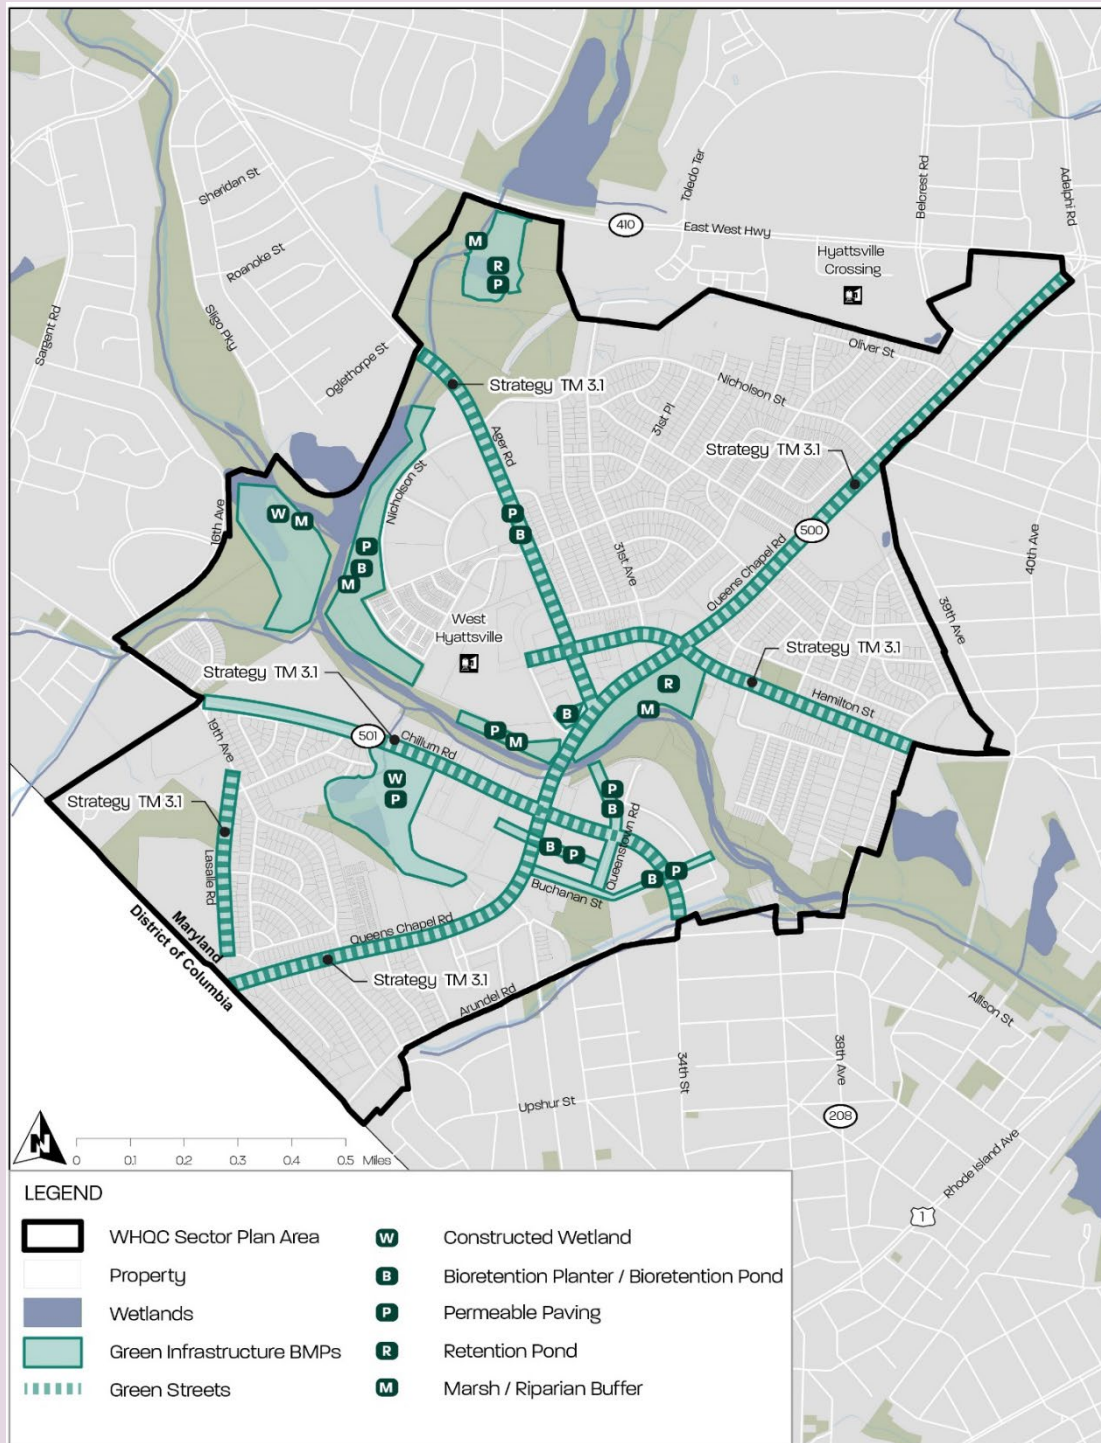 Toledo Ter
Belcrest Rd
Adelphi Rd
Sheridan St
410
East West Hwy
M
Hyattsville
Crossing
Roanoke St
R
P
Sligo Pky
Sargent Rd
Oglethorpe St
Oliver St
Strategy TM 3.1
Nicholson St
31st Pl
Ager Rd
Strategy TM 3.1
Nicholson St
16th Ave
W
M
P
B
500
P
B
M
31st Ave
Queens Chapel Rd
40th Ave
39th Ave
West
Hyattsville
Strategy TM 3.1
Strategy TM 3.1
R
Hamilton St
M
B
P
M
19th Ave
501
Chillum Rd
W
P
P
B
Strategy TM 3.1
Queenstown Rd
B
P
Lasalle Rd
B
P
Buchanan St
Queens Chapel Rd
Maryland
District of Columbia
Strategy TM 3.1
Arundel Rd
Allison St
34th St
38th Ave
Upshur St
208
Rhode Island Ave
1
N
0 0.1 0.2 0.3 0.4 0.5 Miles
LEGEND
WHQC Sector Plan Area
Property
Wetlands
Green Infrastructure BMPs
Green Streets
W Constructed Wetland
B Bioretention Planter / Bioretention Pond
P Permeable Paving
R Retention Pond
M Marsh / Riparian Buffer